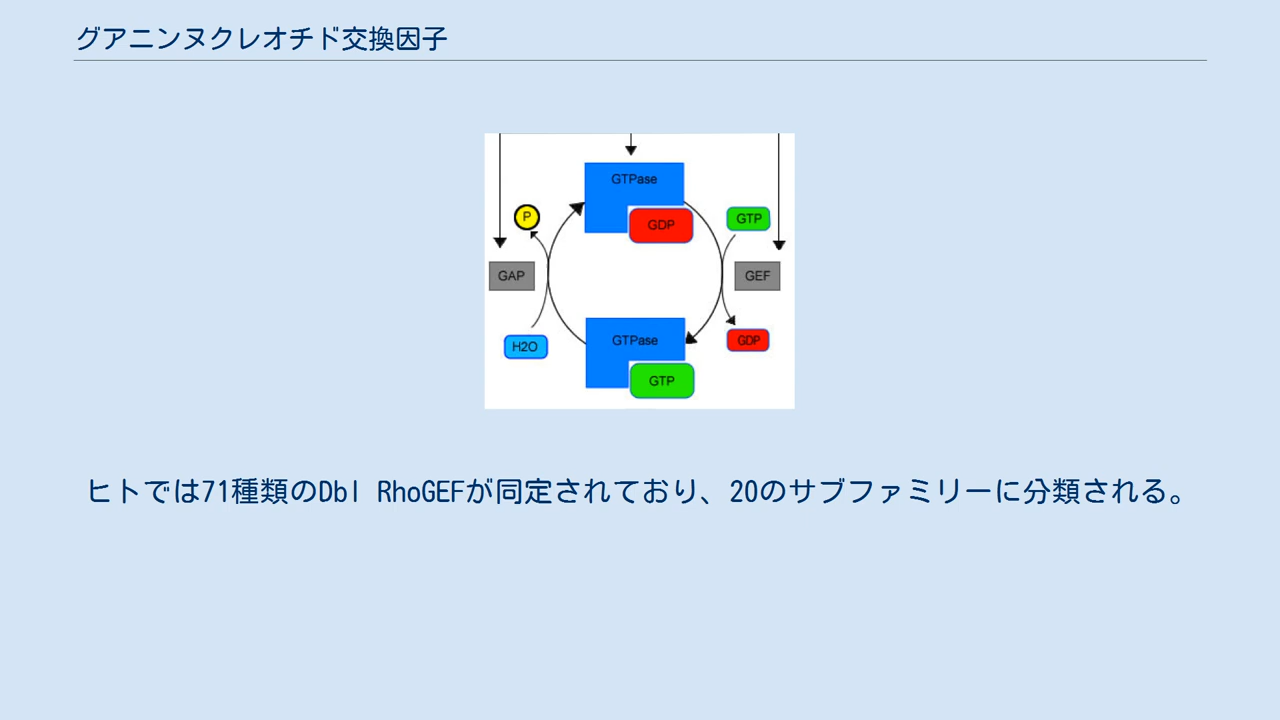 グアニンヌクレオチド交換因子
GTPase
P
GDP
GTP
GAP
GEF
H2O
GTPase
GDP
GTP
ヒトでは71種類のDbl RhoGEFが同定されており、20のサブファミリーに分類される。